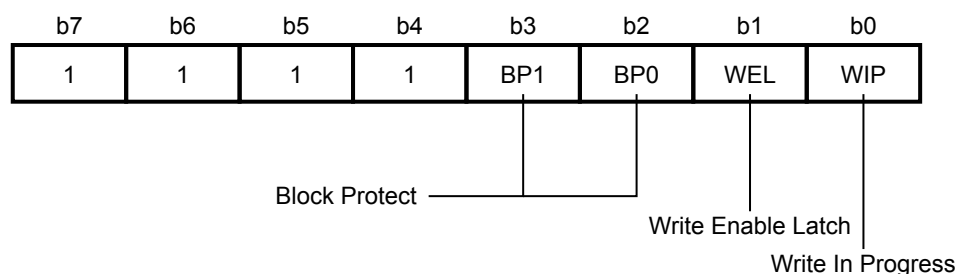 b7 b6 b5 b4 b3 b2 b1 b0
1 1 1 1 BP1 BP0 WEL WIP
Block Protect
Write Enable Latch
Write In Progress